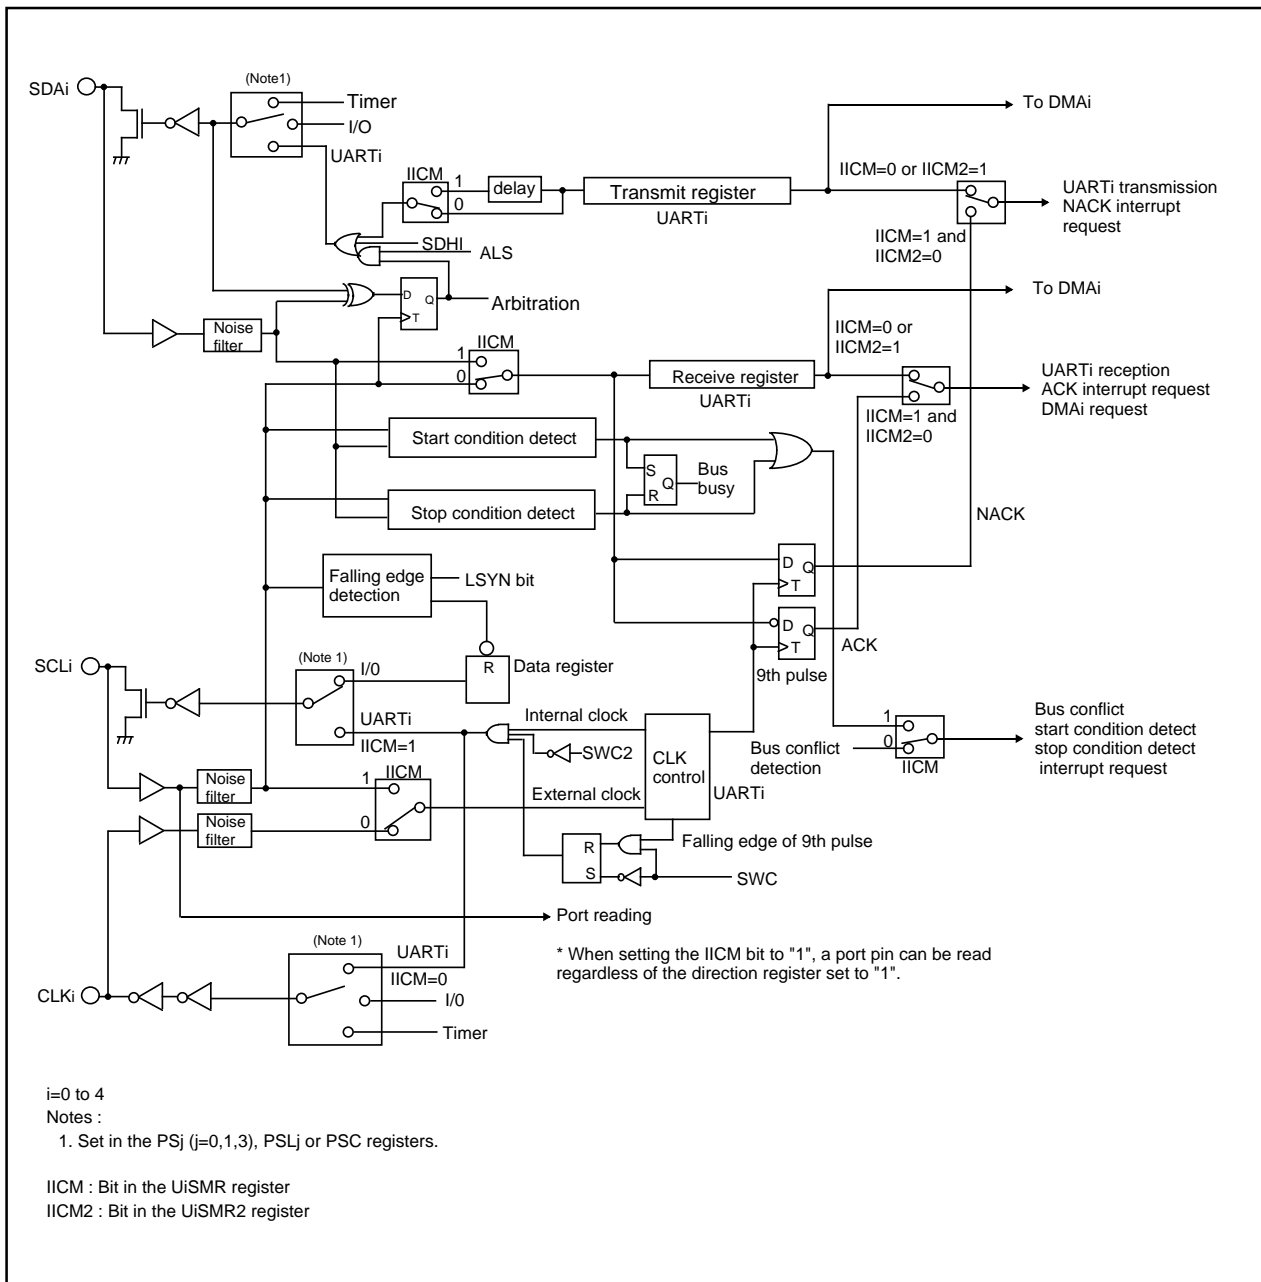 (Note1)
SDAi
Timer
I/O
UARTi
To DMAi
IICM
1
0
delay
Transmit register
UARTi
IICM=0 or IICM2=1
UARTi transmission
NACK interrupt
request
IICM=1 and
IICM2=0
SDHI
ALS
D
Q
T
Arbitration
To DMAi
Noise
filter
IICM
1
0
IICM=0 or
IICM2=1
Receive register
UARTi
UARTi reception
ACK interrupt request
DMAi request
IICM=1 and
IICM2=0
Start condition detect
S
Q
R
Bus
busy
Stop condition detect
NACK
D
Q
T
Falling edge
detection
LSYN bit
D
Q
T
ACK
9th pulse
SCLi
(Note 1)
I/0
R
Data register
UARTi
IICM=1
Internal clock
SWC2
CLK
control
UARTi
Bus conflict
detection
1
0
IICM
Bus conflict
start condition detect
stop condition detect
interrupt request
Noise
filter
IICM
1
0
External clock
Noise
filter
R
S
Falling edge of 9th pulse
SWC
Port reading
(Note 1)
UARTi
IICM=0
* When setting the IICM bit to "1", a port pin can be read
regardless of the direction register set to "1".
CLKi
I/0
Timer
i=0 to 4
Notes :
1. Set in the PSj (j=0,1,3), PSLj or PSC registers.
IICM : Bit in the UiSMR register
IICM2 : Bit in the UiSMR2 register